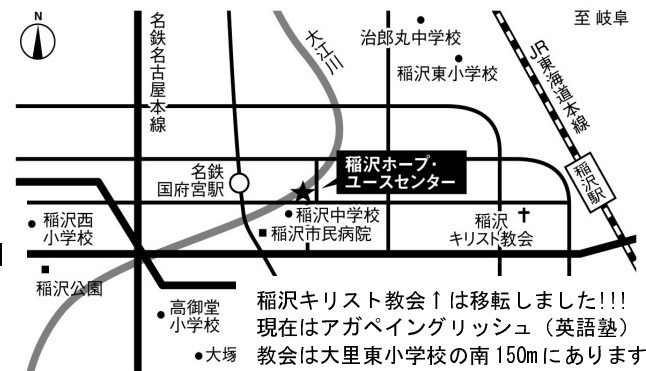 N
名鉄名古屋本線
大江川
治郎丸中学校
稲沢東小学校
至 岐阜
JR東海道本線
稲沢駅
名鉄
国府宮駅
稲沢ホープ・
ユースセンター
稲沢中学校
稲沢市民病院
稲沢
キリスト教会
稲沢西
小学校
稲沢公園
高御堂
小学校
大塚
稲沢キリスト教会↑は移転しました!!!
現在はアガペイングリッシュ（英語塾）
教会は大里東小学校の南150mにあります